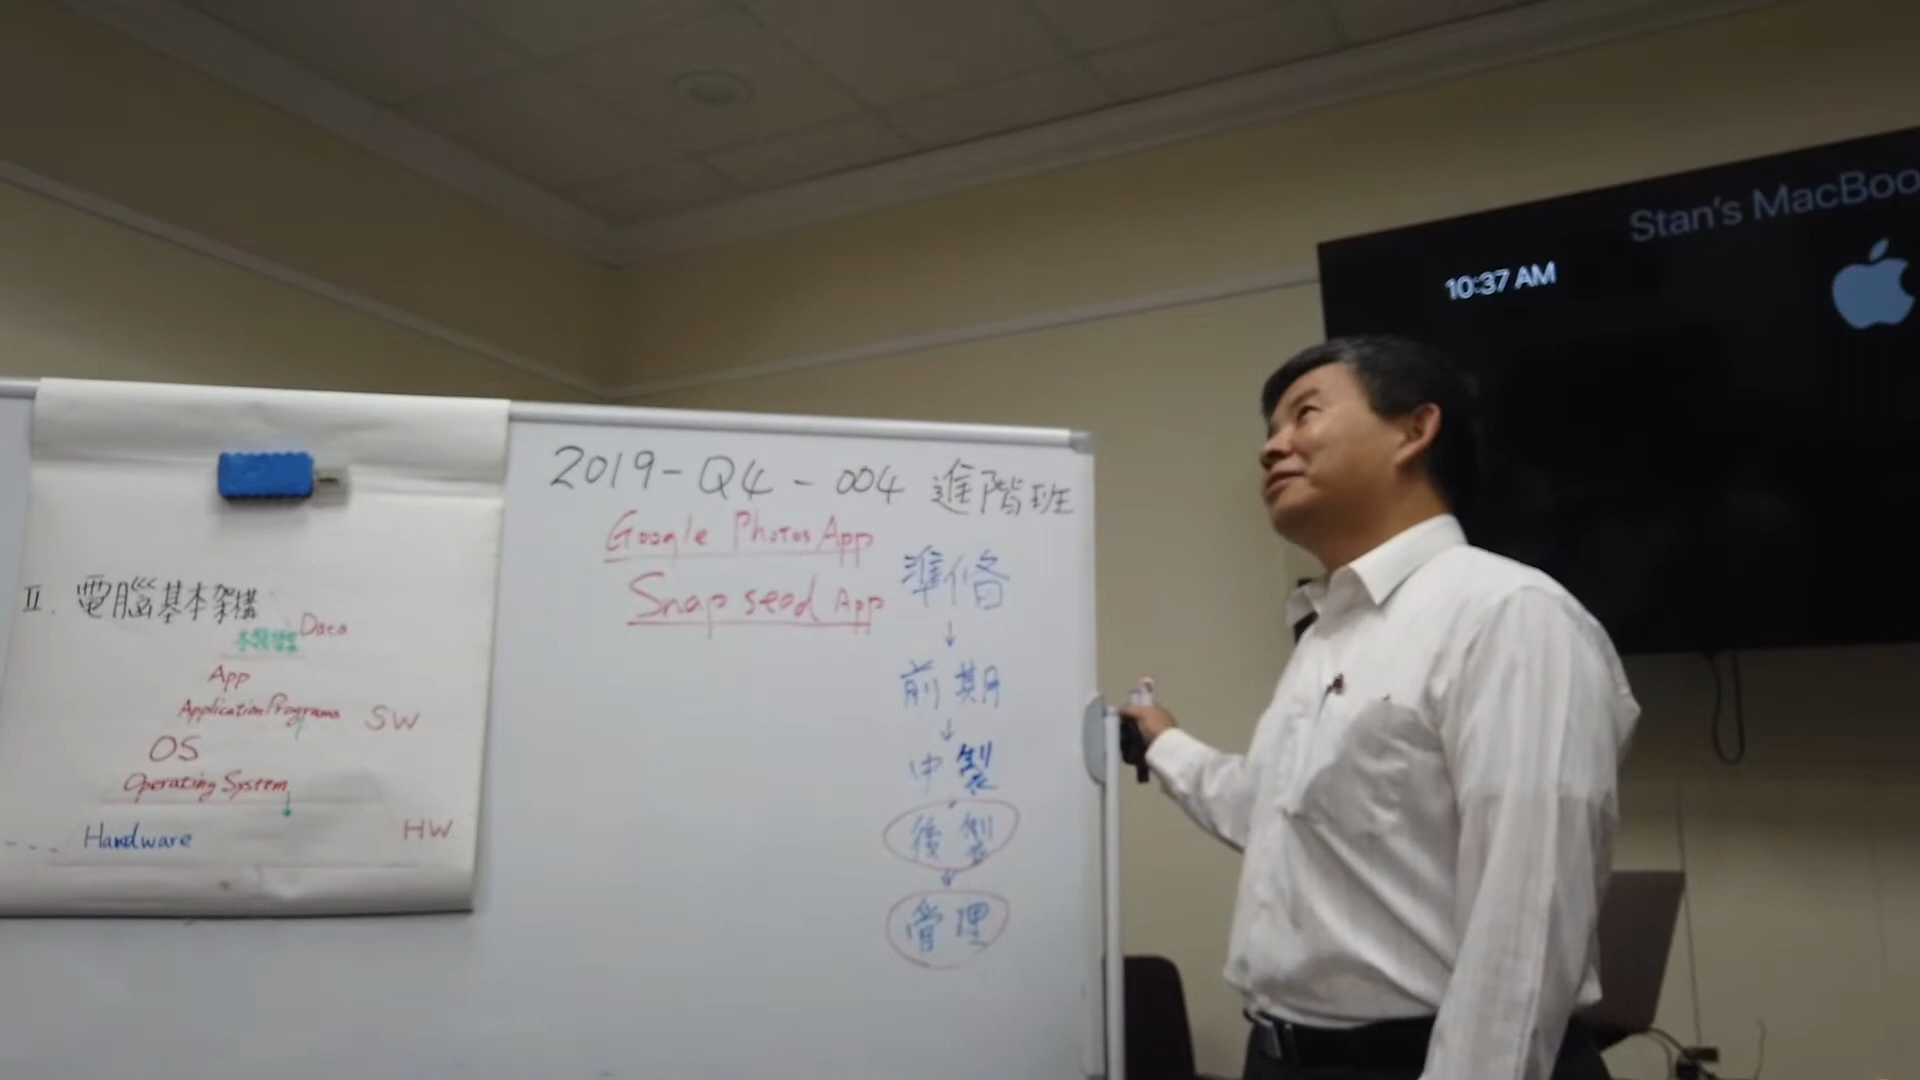 II. 電腦基本架構
Data
App
Application Programs
SW
OS
Operating System
Hardware
HW
2019-Q4-004 進階班
Google Photos App
Snapseed App
準備
↓
前期
↓
中製
後製
↓
管理
Stan's MacBoo
10:37 AM